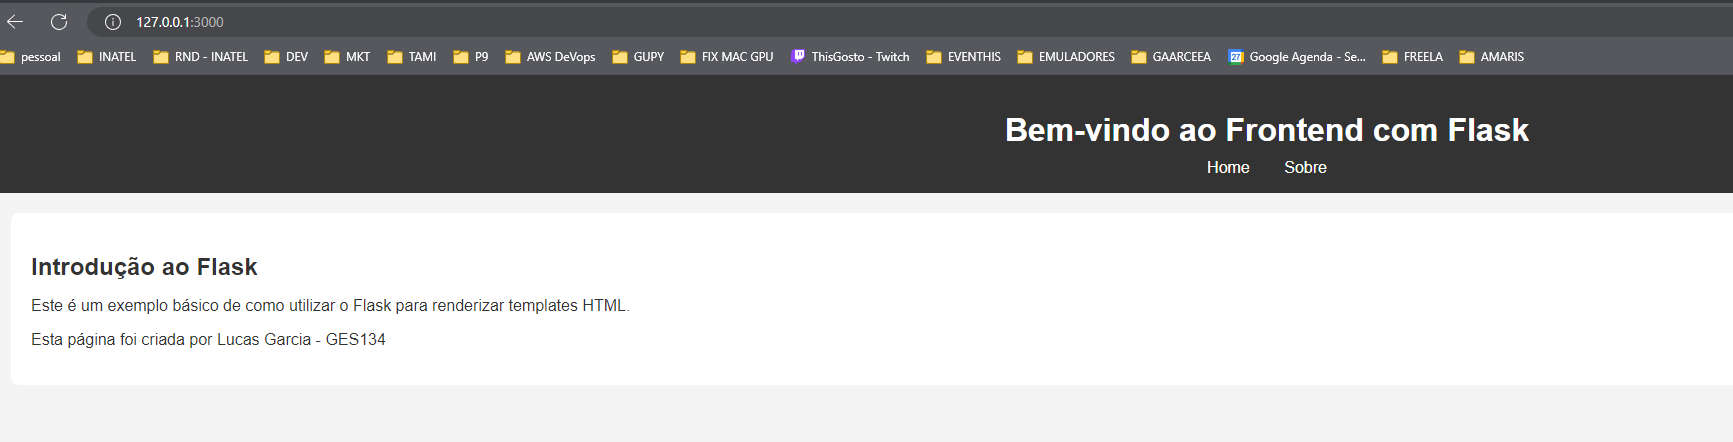 127.0.0.1:3000
pessoal INATEL RND - INATEL DEV MKT TAMI P9 AWS DeVops GUPY FIX MAC GPU ThisGosto - Twitch EVENTHIS EMULADORES GAARCEEA 27 Google Agenda - Se... FREELA AMARIS
Bem-vindo ao Frontend com Flask
Home Sobre
Introdução ao Flask
Este é um exemplo básico de como utilizar o Flask para renderizar templates HTML.
Esta página foi criada por Lucas Garcia - GES134